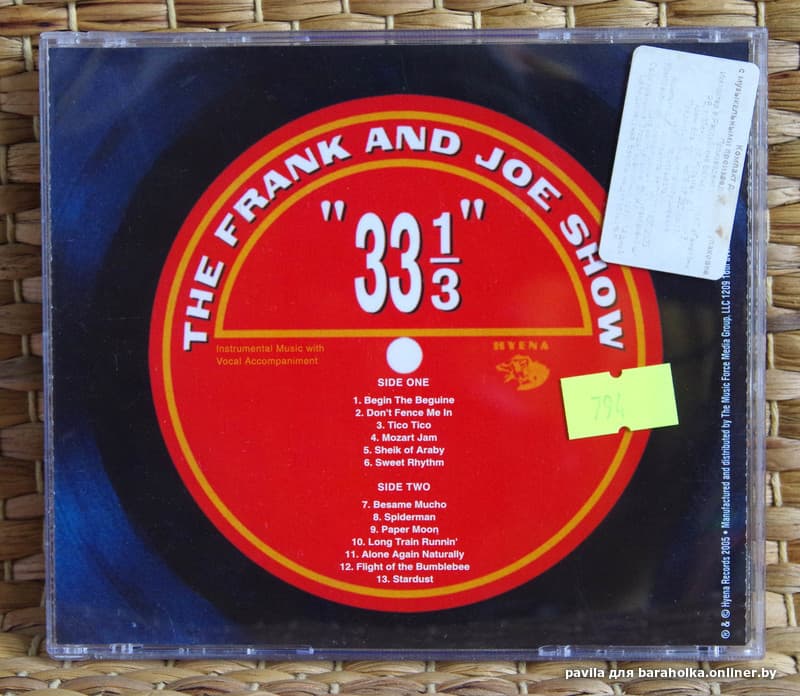 THE FRANK AND JOE SHOW
"33 1/3"
Instrumental Music with
Vocal Accompaniment
HYENA
SIDE ONE
1. Begin The Beguine
2. Don't Fence Me In
3. Tico Tico
4. Mozart Jam
5. Sheik of Araby
6. Sweet Rhythm
SIDE TWO
7. Besame Mucho
8. Spiderman
9. Paper Moon
10. Long Train Runnin'
11. Alone Again Naturally
12. Flight of the Bumblebee
13. Stardust
794
℗ & © Hyena Records 2005 • Manufactured and distributed by The Music Force Media Group, LLC 1209
pavila для baraholka.onliner.by